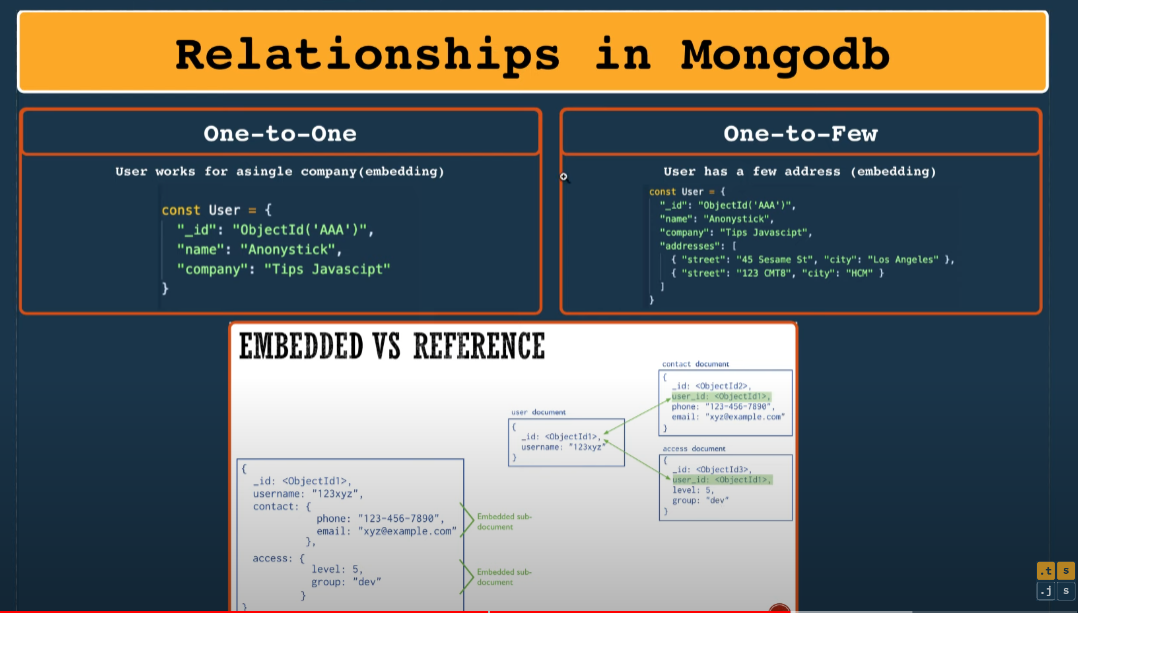 Relationships in Mongodb
One-to-One
User works for asingle company(embedding)
const User = {
"_id": "ObjectId('AAA')",
"name": "Anonystick",
"company": "Tips Javascipt"
}
One-to-Few
User has a few address (embedding)
const User = {
"_id": "ObjectId('AAA')",
"name": "Anonystick",
"company": "Tips Javascipt",
"addresses": [
{ "street": "45 Sesame St", "city": "Los Angeles" },
{ "street": "123 CMT8", "city": "HCM" }
]
}
EMBEDDED VS REFERENCE
{
_id: <ObjectId1>,
username: "123xyz",
contact: {
phone: "123-456-7890",
email: "xyz@example.com"
},
access: {
level: 5,
group: "dev"
}
}
Embedded sub-
document
Embedded sub-
document
user document
{
_id: <ObjectId1>,
username: "123xyz"
}
contact document
{
_id: <ObjectId2>,
user_id: <ObjectId1>,
phone: "123-456-7890",
email: "xyz@example.com"
}
access document
{
_id: <ObjectId3>,
user_id: <ObjectId1>,
level: 5,
group: "dev"
}
.t s
.j s